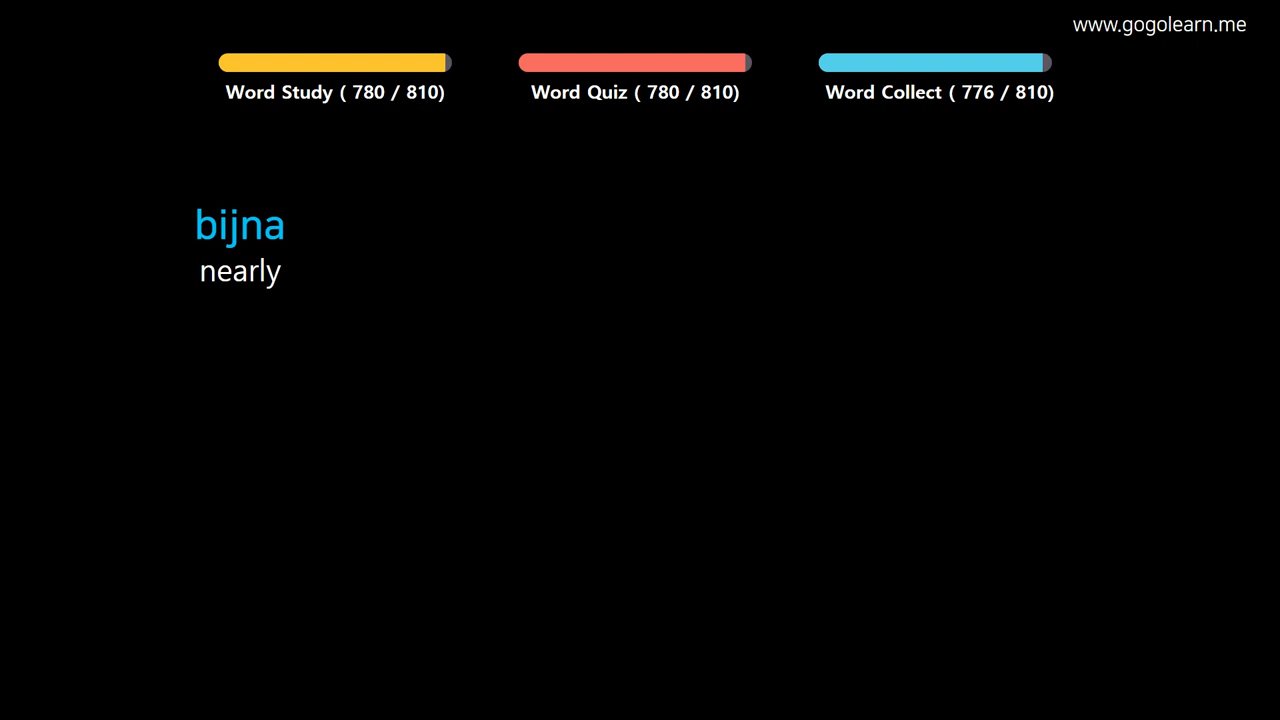 www.gogolearn.me
Word Study ( 780 / 810)
Word Quiz ( 780 / 810)
Word Collect ( 776 / 810)
bijna
nearly